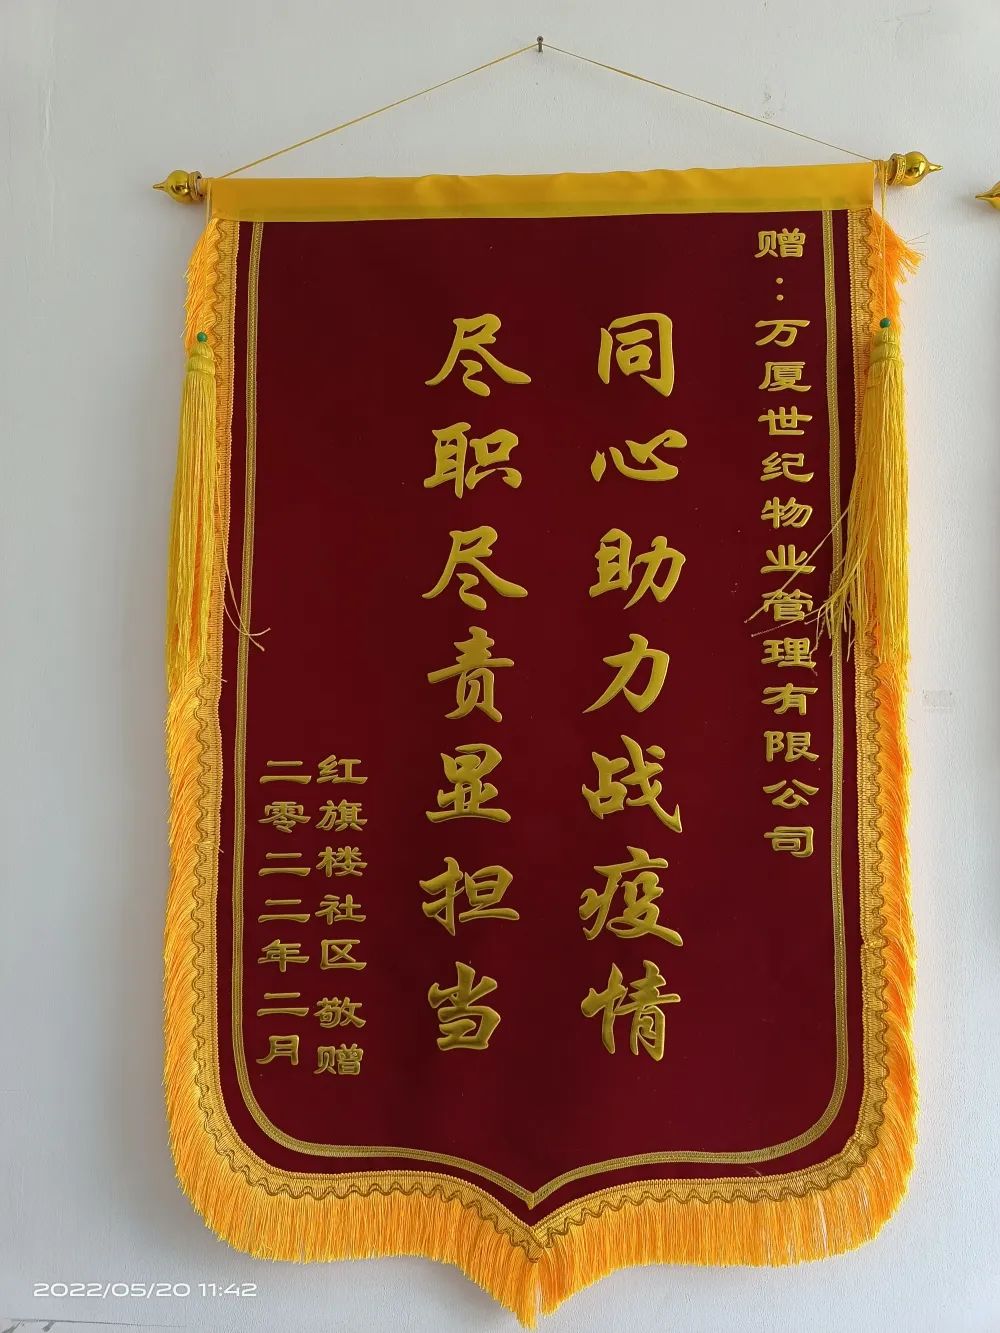 赠：万厦世纪物业管理有限公司
同心助力战疫情
尽职尽责显担当
红旗楼社区 敬赠
二零二二年二月
2022/05/20 11:42